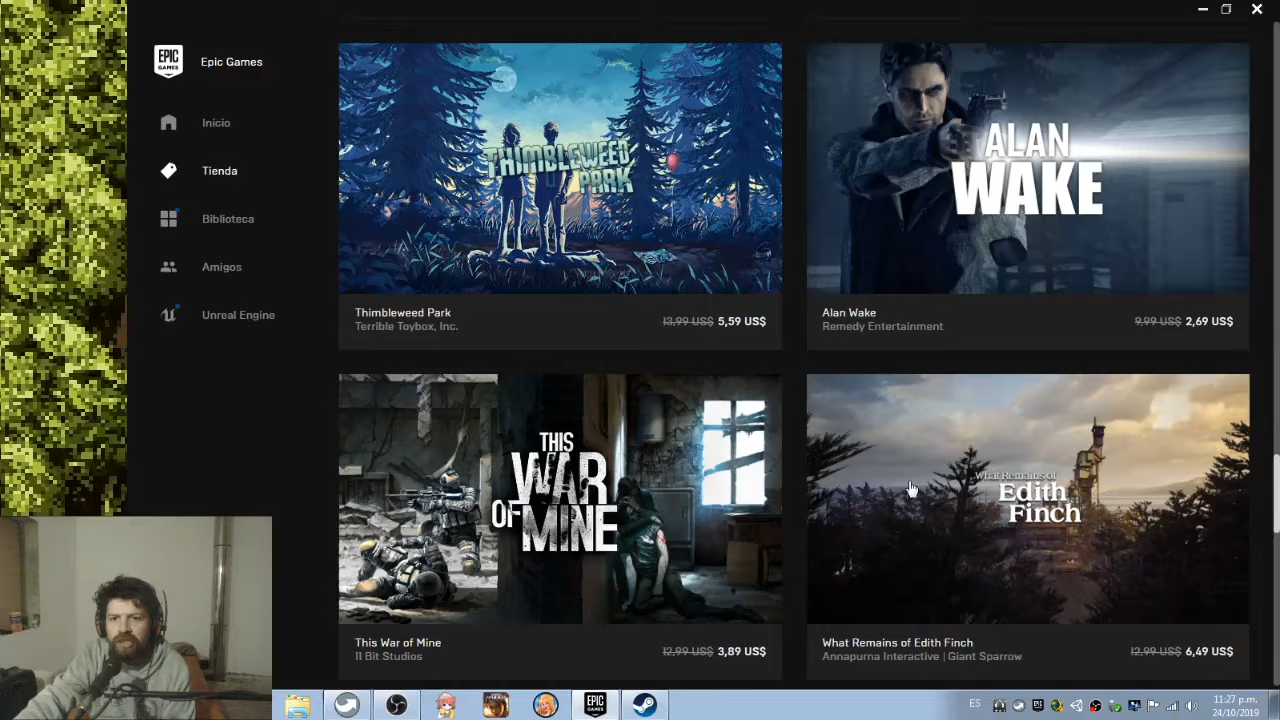 EPIC
GAMES
Epic Games
Inicio
Tienda
Biblioteca
Amigos
Unreal Engine
THIMBLEWEED
PARK
Thimbleweed Park
Terrible Toybox, Inc.
13,99 US$ 5,59 US$
ALAN
WAKE
Alan Wake
Remedy Entertainment
9,99 US$ 2,69 US$
THIS
WAR
OF MINE
This War of Mine
11 Bit Studios
12,99 US$ 3,89 US$
What Remains of
Edith
Finch
What Remains of Edith Finch
Annapurna Interactive | Giant Sparrow
12,99 US$ 6,49 US$
EPIC
GAMES
ES
11:27 p.m.
24/10/2019